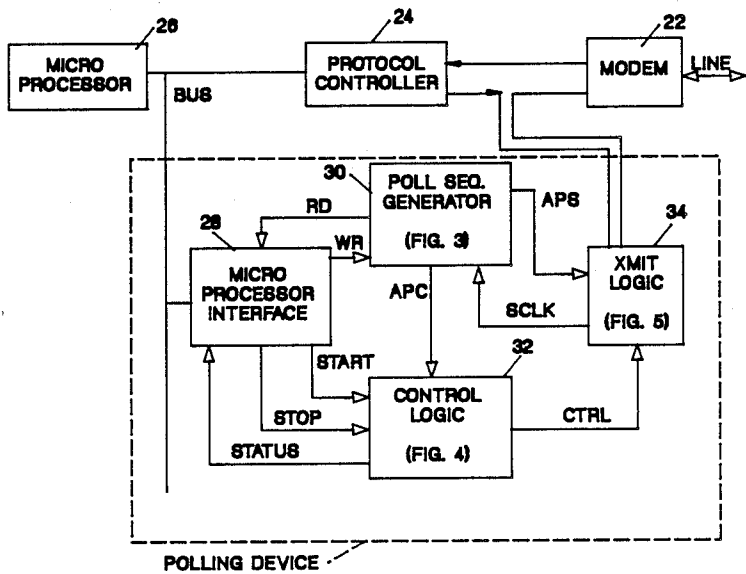 26
24
22
MICRO
PROCESSOR
PROTOCOL
CONTROLLER
MODEM
LINE
BUS
30
POLL SEQ.
GENERATOR
(FIG. 3)
APS
34
RD
28
WR
MICRO
PROCESSOR
INTERFACE
XMIT
LOGIC
(FIG. 5)
APC
SCLK
START
32
CONTROL
LOGIC
(FIG. 4)
STOP
CTRL
STATUS
POLLING DEVICE